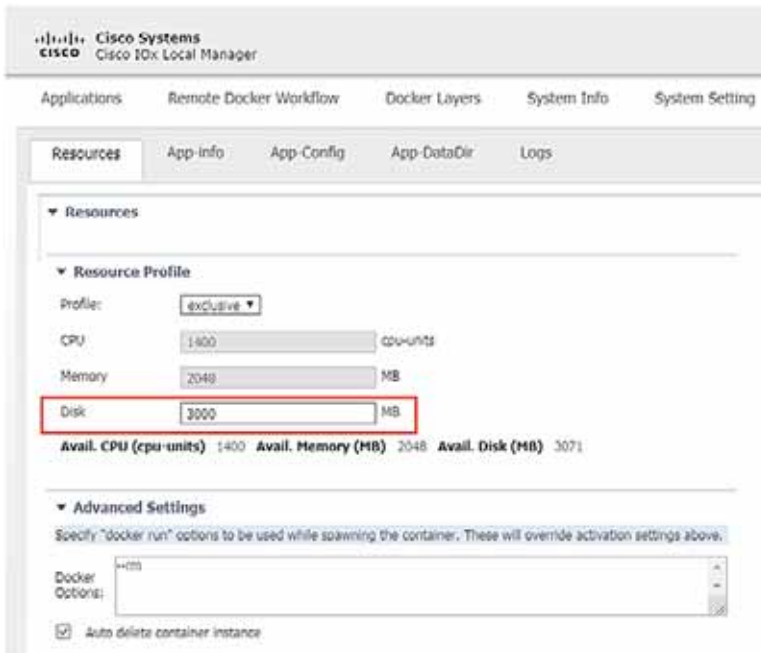 Cisco Systems
CISCO Cisco IOx Local Manager
Applications Remote Docker Workflow Docker Layers System Info System Setting
Resources App-info App-Config App-DataDir Logs
▼ Resources
▼ Resource Profile
Profile: exclusive ▼
CPU 1400 cpu-units
Memory 2048 MB
Disk 3000 MB
Avail. CPU (cpu-units) 1400 Avail. Memory (MB) 2048 Avail. Disk (MB) 3071
▼ Advanced Settings
Specify "docker run" options to be used while spawning the container. These will override activation settings above.
--rm
Docker
Options:
Auto delete container instance